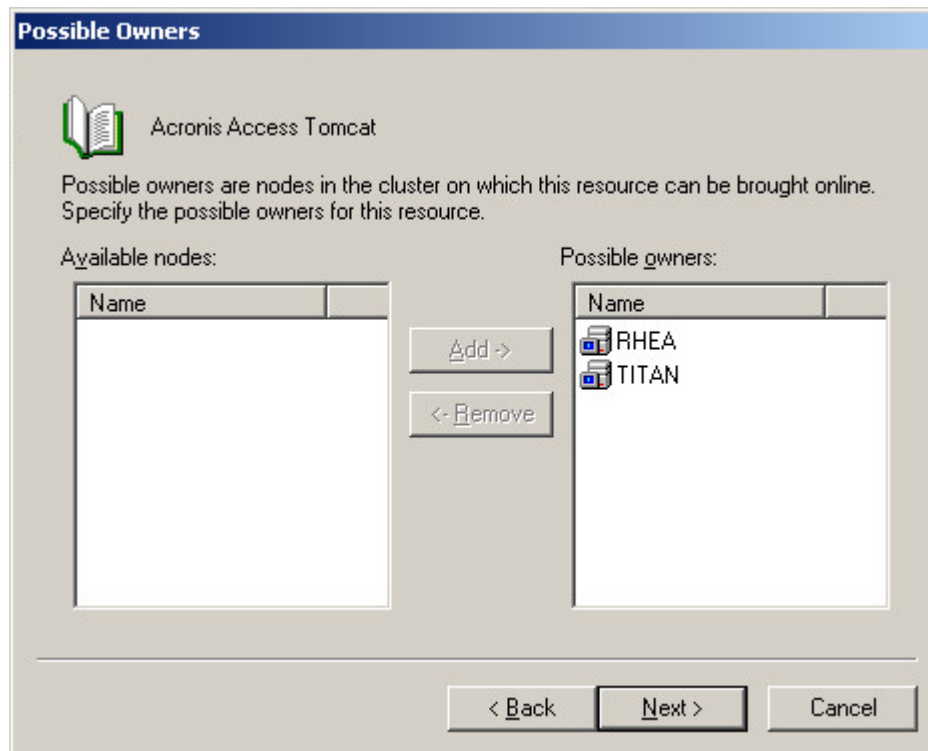 Possible Owners
Acronis Access Tomcat
Possible owners are nodes in the cluster on which this resource can be brought online.
Specify the possible owners for this resource.
Available nodes:
Name
Add ->
<- Remove
Possible owners:
Name
RHEA
TITAN
< Back
Next >
Cancel